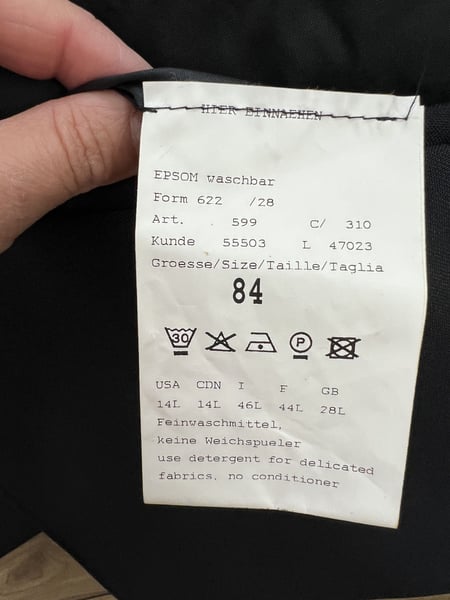 HIER EINNAEHEN
EPSOM waschbar
Form 622 /28
Art. 599 C/ 310
Kunde 55503 L 47023
Groesse/Size/Taille/Taglia
84
30 P
USA CDN I F GB
14L 14L 46L 44L 28L
Feinwaschmittel,
keine Weichspueler
use detergent for delicated
fabrics, no conditioner